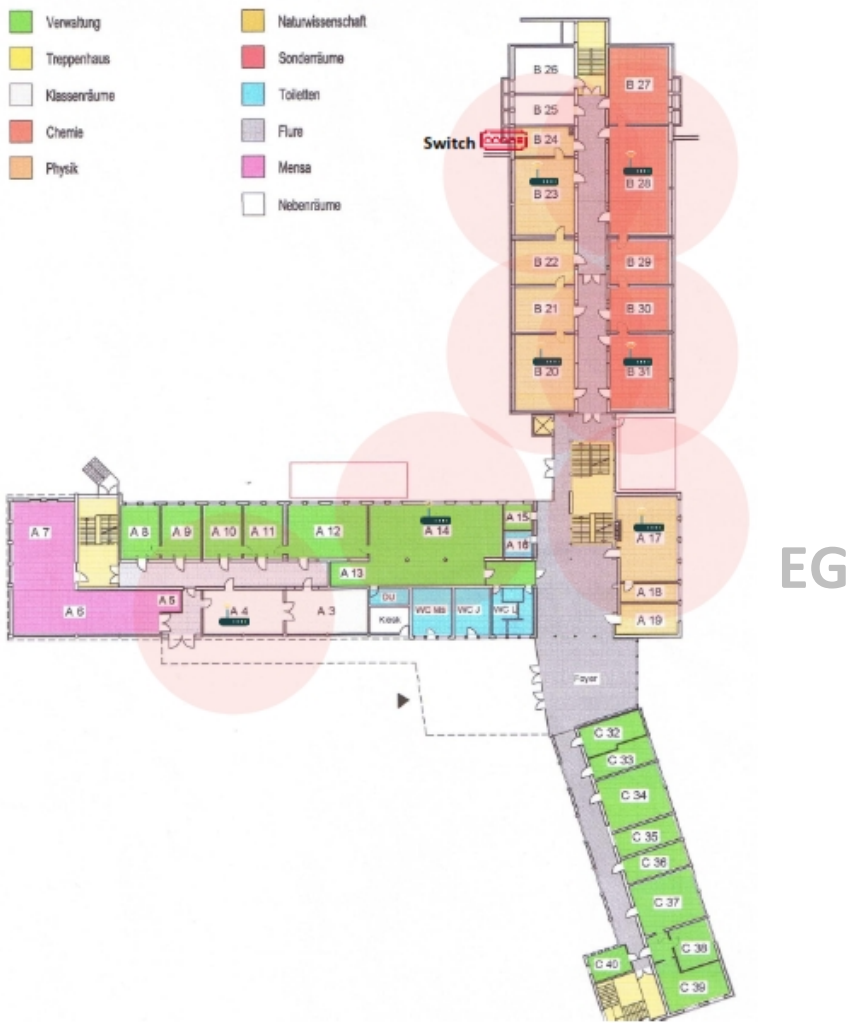 Verwaltung
Treppenhaus
Klassenräume
Chemie
Physik
Naturwissenschaft
Sonderräume
Toiletten
Flure
Mensa
Nebenräume
Switch
B 26
B 25
B 24
B 23
B 22
B 21
B 20
B 27
B 28
B 29
B 30
B 31
A 7
A 8
A 9
A 10
A 11
A 12
A 14
A 15
A 16
A 13
A 17
A 18
A 19
A 6
A 5
A 4
A 3
DU
Kiosk
WC Mä
WC J
WC L
EG
Foyer
C 32
C 33
C 34
C 35
C 36
C 37
C 38
C 39
C 40